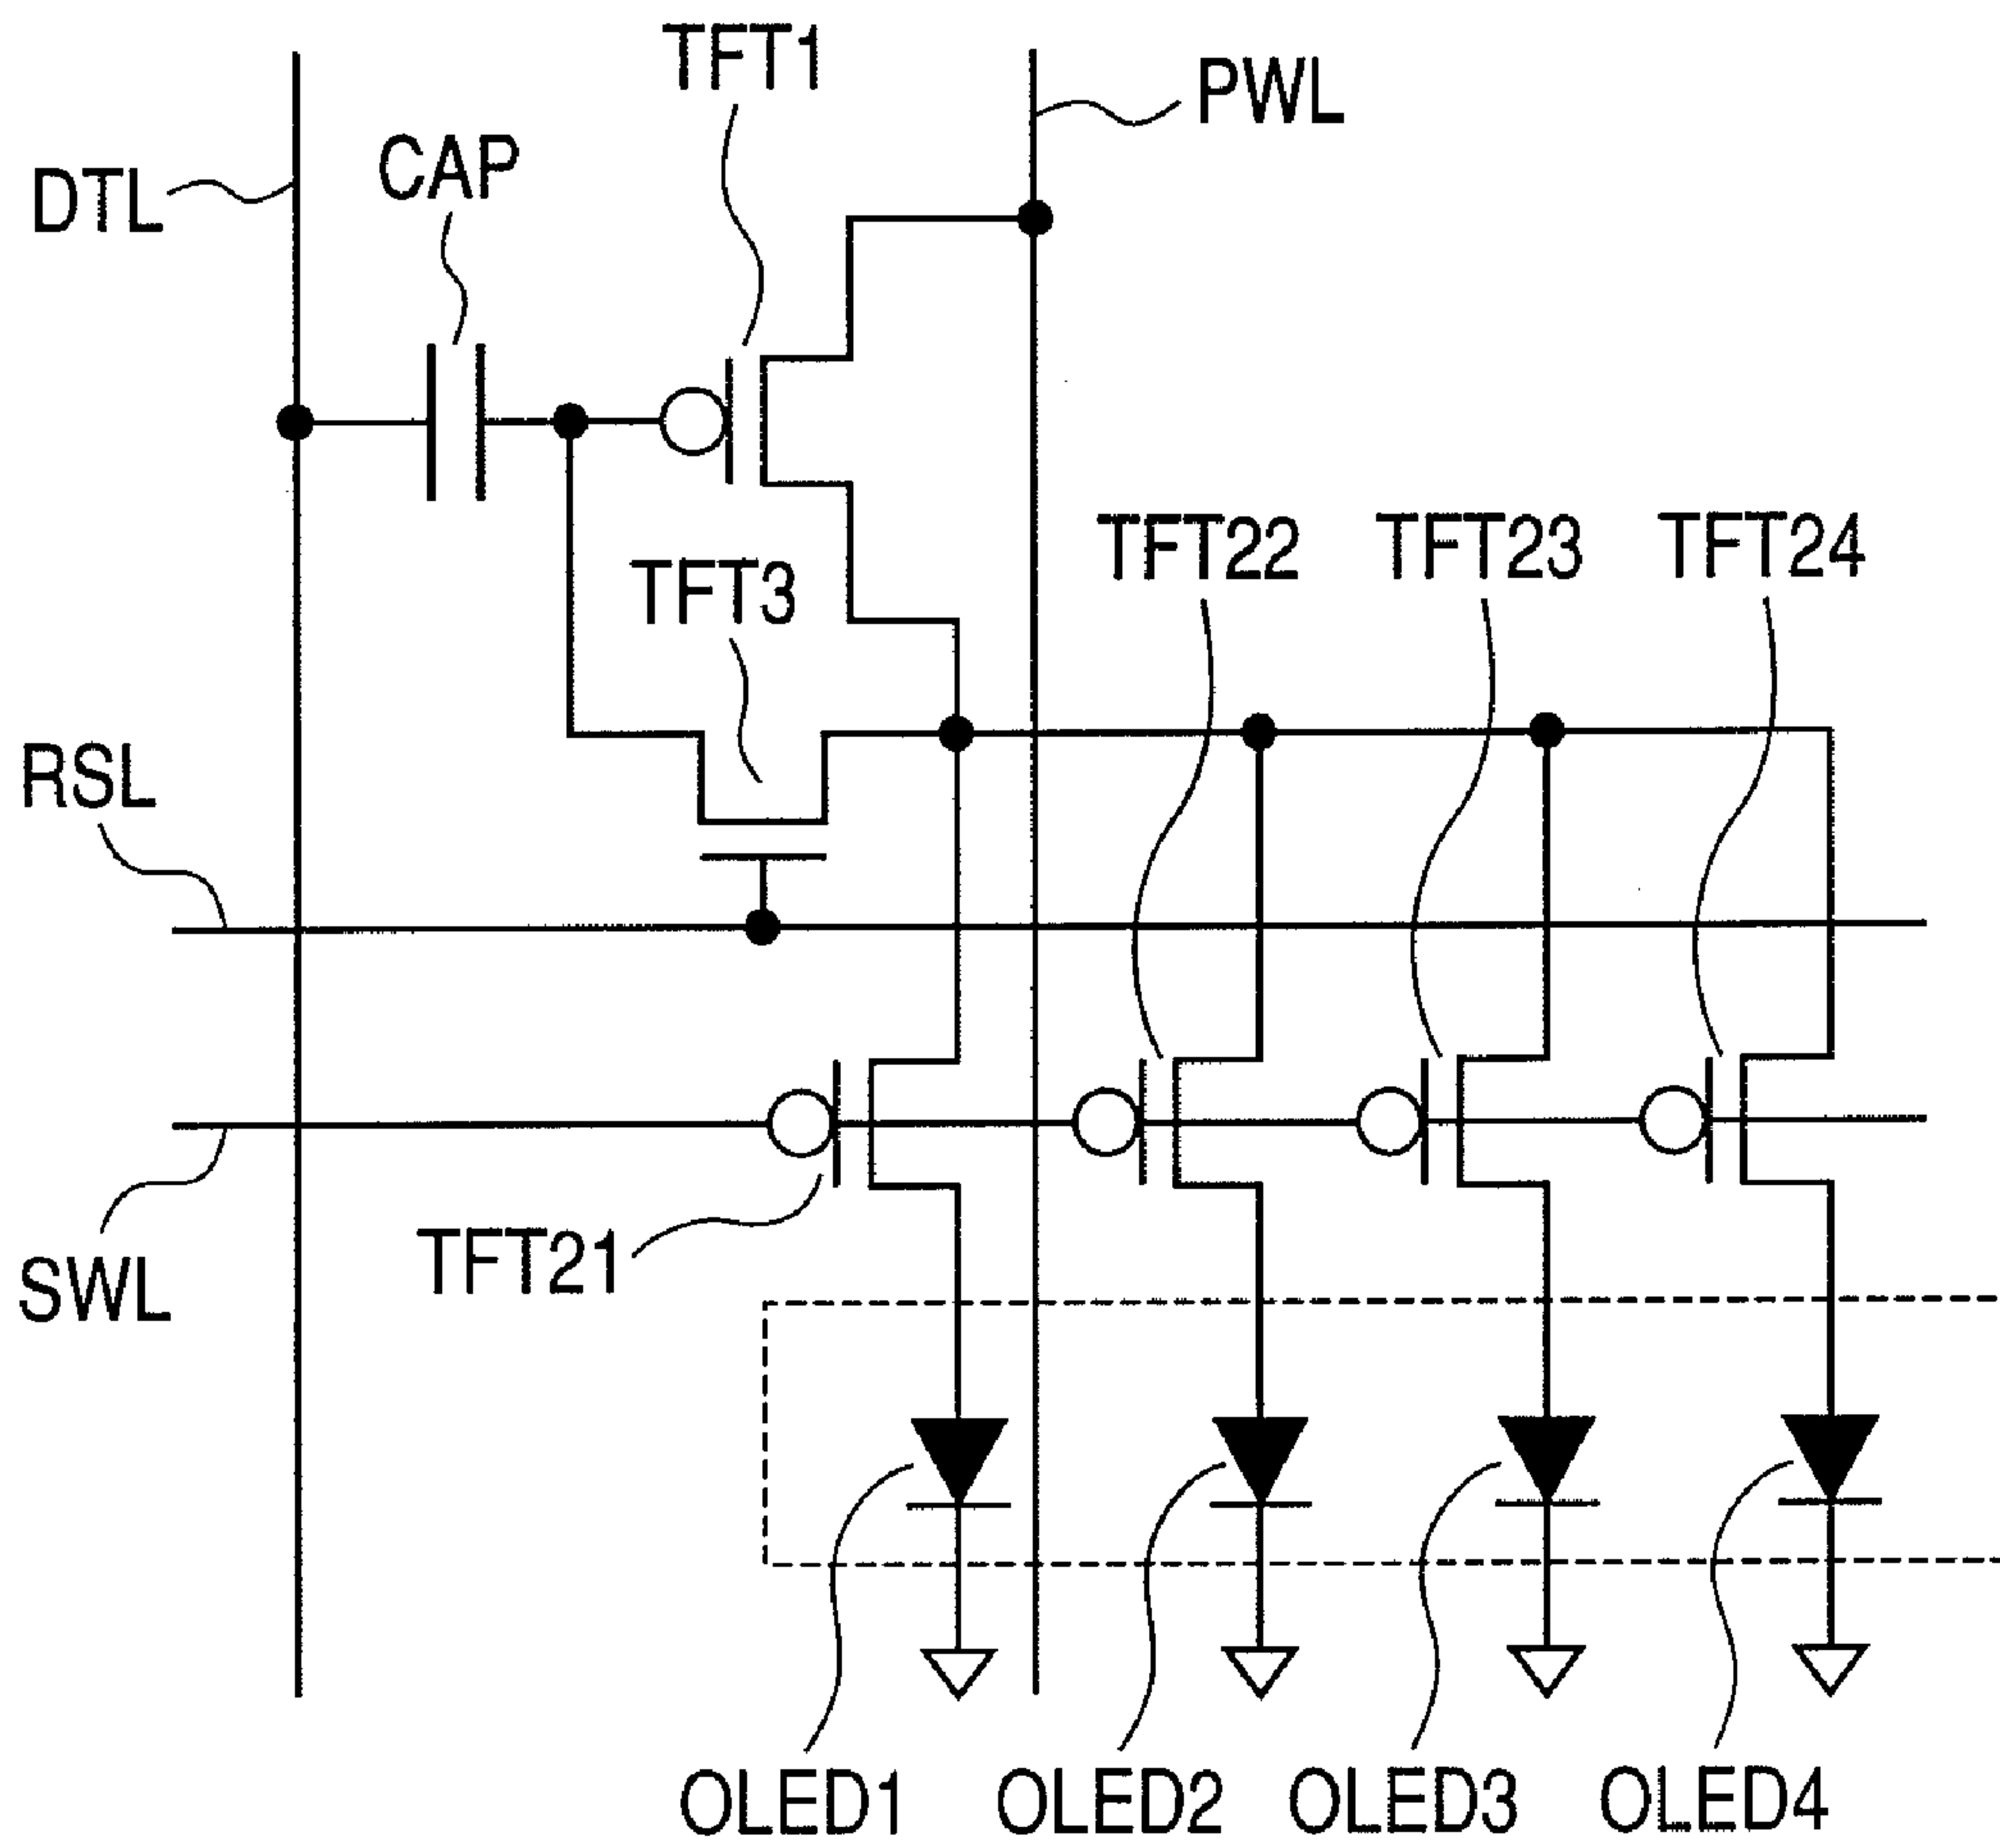 TFT1
PWL
CAP
DTL
TFT22
TFT23
TFT24
TFT3
RSL
TFT21
SWL
OLED1
OLED2
OLED3
OLED4